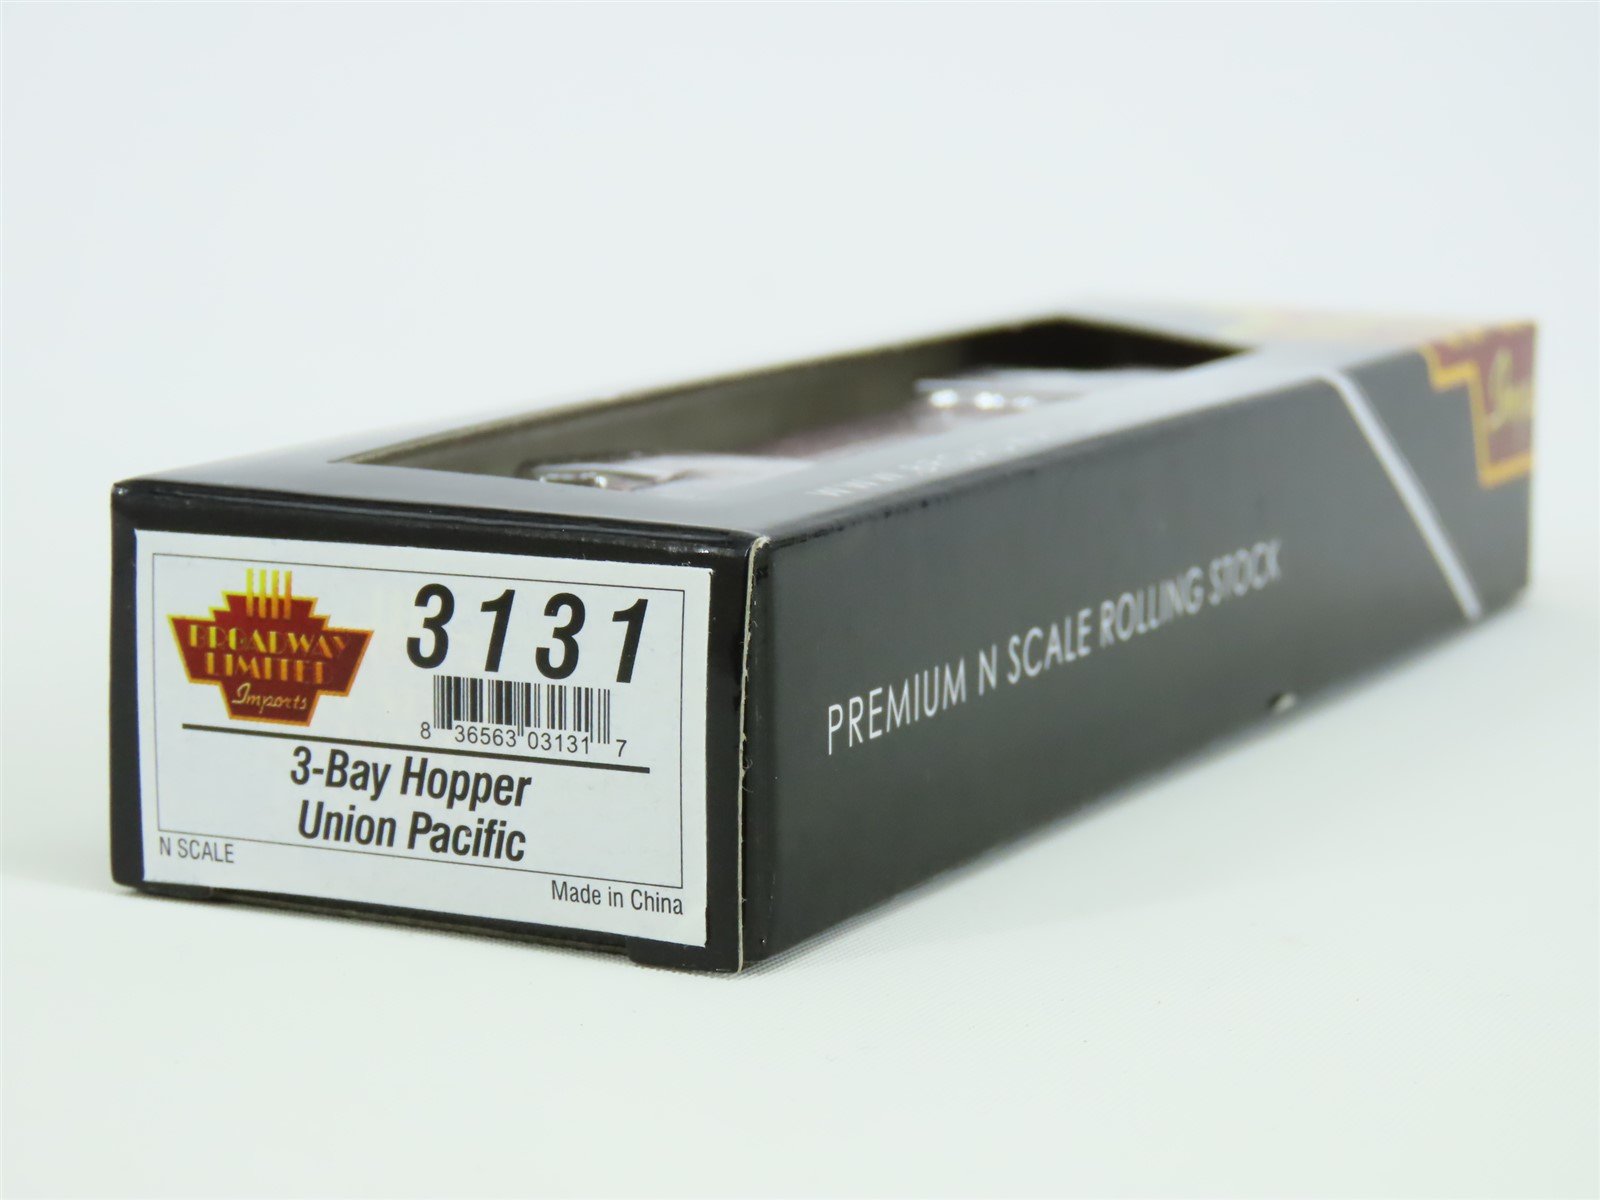 BROADWAY
LIMITED
Imports
3131
8 36563 03131 7
3-Bay Hopper
Union Pacific
N SCALE
Made in China
PREMIUM N SCALE ROLLING STOCK